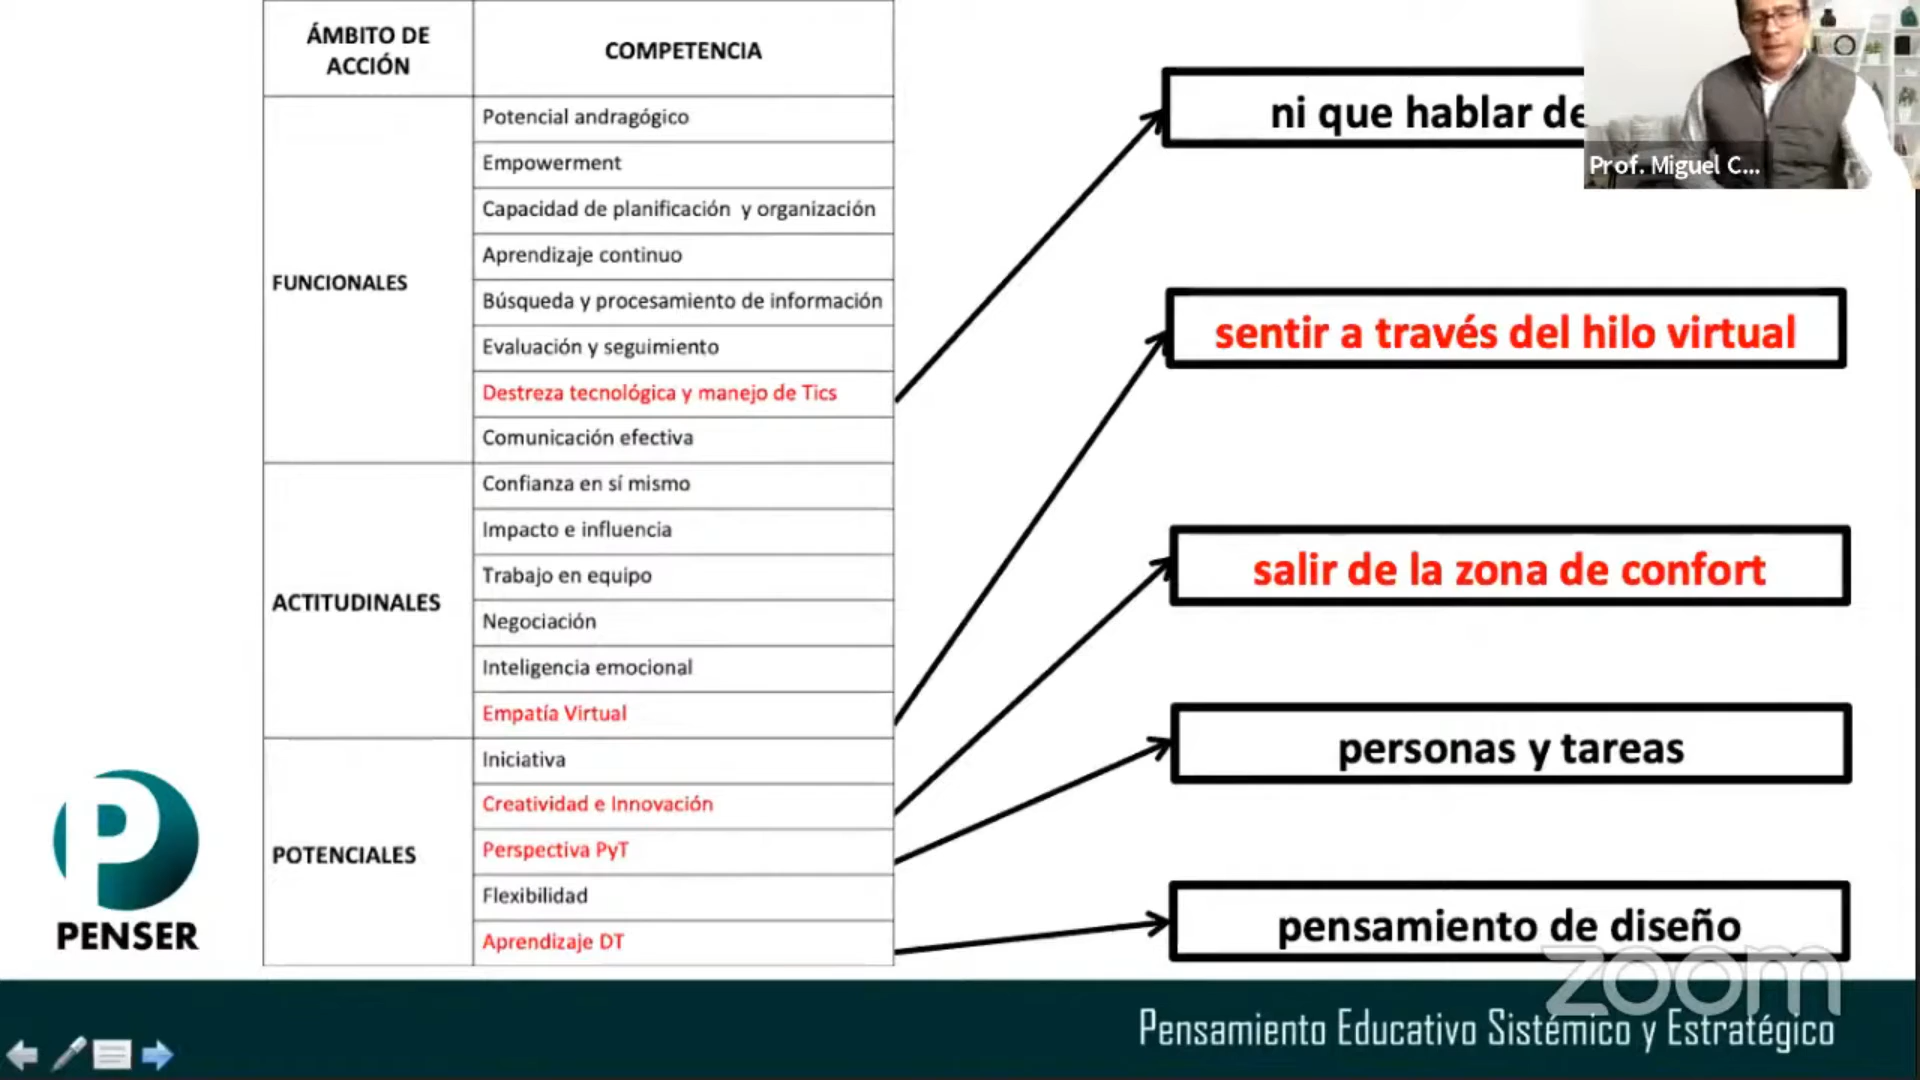 ÁMBITO DE
ACCIÓN
COMPETENCIA
FUNCIONALES
Potencial andragógico
Empowerment
Capacidad de planificación y organización
Aprendizaje continuo
Búsqueda y procesamiento de información
Evaluación y seguimiento
Destreza tecnológica y manejo de Tics
Comunicación efectiva
ACTITUDINALES
Confianza en sí mismo
Impacto e influencia
Trabajo en equipo
Negociación
Inteligencia emocional
Empatía Virtual
POTENCIALES
Iniciativa
Creatividad e Innovación
Perspectiva PyT
Flexibilidad
Aprendizaje DT
ni que hablar de
sentir a través del hilo virtual
salir de la zona de confort
personas y tareas
pensamiento de diseño
Prof. Miguel C...
P
PENSER
zoom
Pensamiento Educativo Sistémico y Estratégico